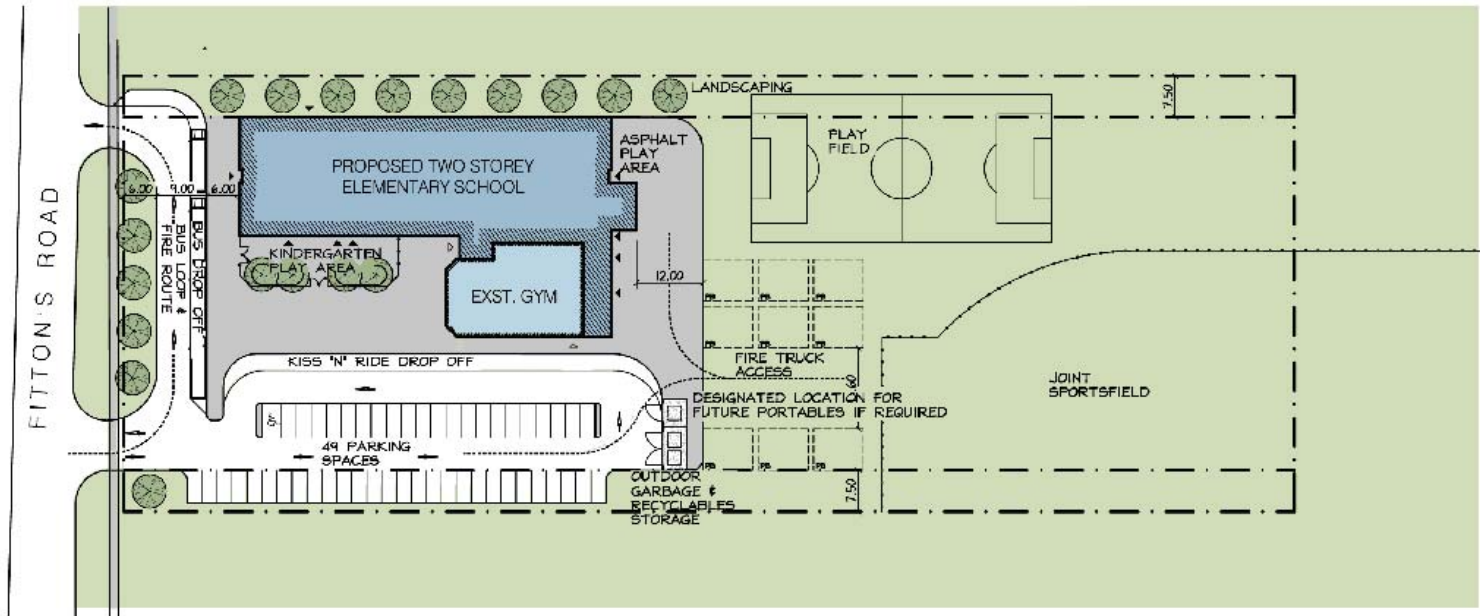 FITTON'S ROAD
LANDSCAPING
7.50
PROPOSED TWO STOREY
ELEMENTARY SCHOOL
ASPHALT
PLAY
AREA
PLAY
FIELD
6.00 9.00 6.00
BUS DROP OFF
BUS LOOP &
FIRE ROUTE
KINDERGARTEN
PLAY AREA
EXST. GYM
12.00
KISS 'N' RIDE DROP OFF
FIRE TRUCK
ACCESS
DESIGNATED LOCATION FOR
FUTURE PORTABLES IF REQUIRED
JOINT
SPORTSFIELD
49 PARKING
SPACES
OUTDOOR
GARBAGE &
RECYCLABLES
STORAGE
7.50